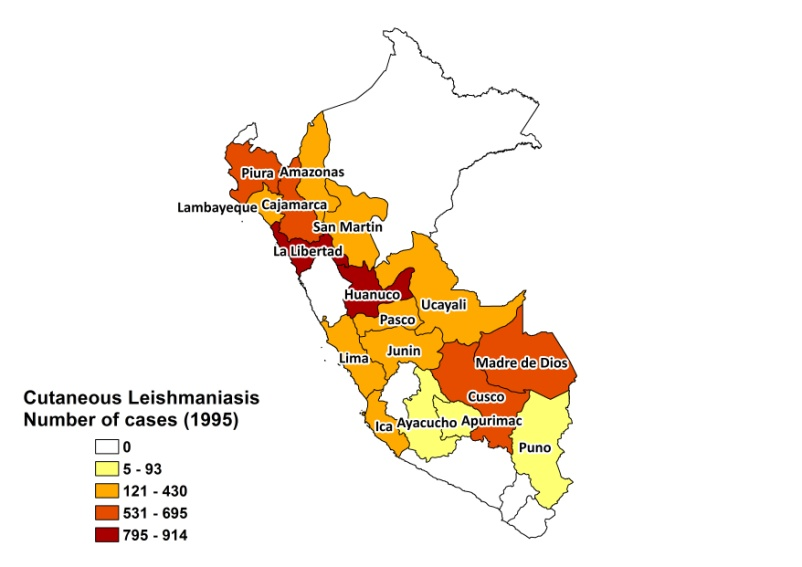 Piura
Amazonas
Lambayeque
Cajamarca
San Martin
La Libertad
Huanuco
Ucayali
Pasco
Lima
Junin
Madre de Dios
Cusco
Ica
Ayacucho
Apurimac
Puno
Cutaneous Leishmaniasis
Number of cases (1995)
0
5 - 93
121 - 430
531 - 695
795 - 914